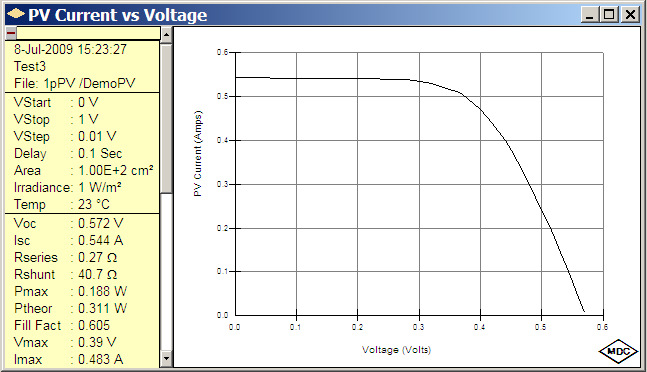 PV Current vs Voltage
8-Jul-2009 15:23:27
Test3
File: 1pPV /DemoPV
VStart : 0 V
VStop : 1 V
VStep : 0.01 V
Delay : 0.1 Sec
Area : 1.00E+2 cm²
Irradiance: 1 W/m²
Temp : 23 °C
Voc : 0.572 V
Isc : 0.544 A
Rseries : 0.27 Ω
Rshunt : 40.7 Ω
Pmax : 0.188 W
Ptheor : 0.311 W
Fill Fact : 0.605
Vmax : 0.39 V
Imax : 0.483 A
PV Current (Amps)
0.6
0.5
0.4
0.3
0.2
0.1
0.0
0.0 0.1 0.2 0.3 0.4 0.5 0.6
Voltage (Volts)
MDC